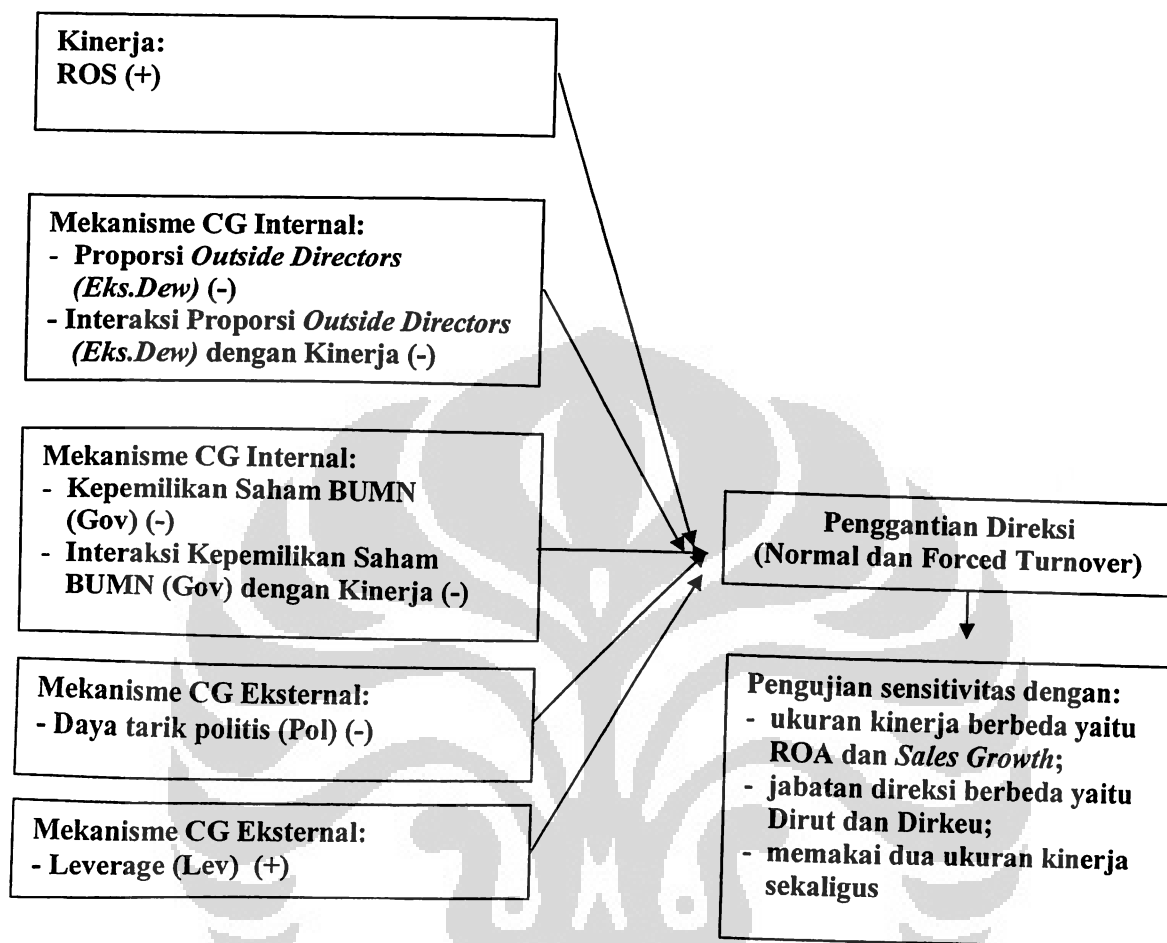 Kinerja:
ROS (+)
Mekanisme CG Internal:
- Proporsi Outside Directors
(Eks.Dew) (-)
- Interaksi Proporsi Outside Directors
(Eks.Dew) dengan Kinerja (-)
Mekanisme CG Internal:
- Kepemilikan Saham BUMN
(Gov) (-)
- Interaksi Kepemilikan Saham
BUMN (Gov) dengan Kinerja (-)
Mekanisme CG Eksternal:
- Daya tarik politis (Pol) (-)
Mekanisme CG Eksternal:
- Leverage (Lev) (+)
Penggantian Direksi
(Normal dan Forced Turnover)
Pengujian sensitivitas dengan:
- ukuran kinerja berbeda yaitu
ROA dan Sales Growth;
- jabatan direksi berbeda yaitu
Dirut dan Dirkeu;
- memakai dua ukuran kinerja
sekaligus